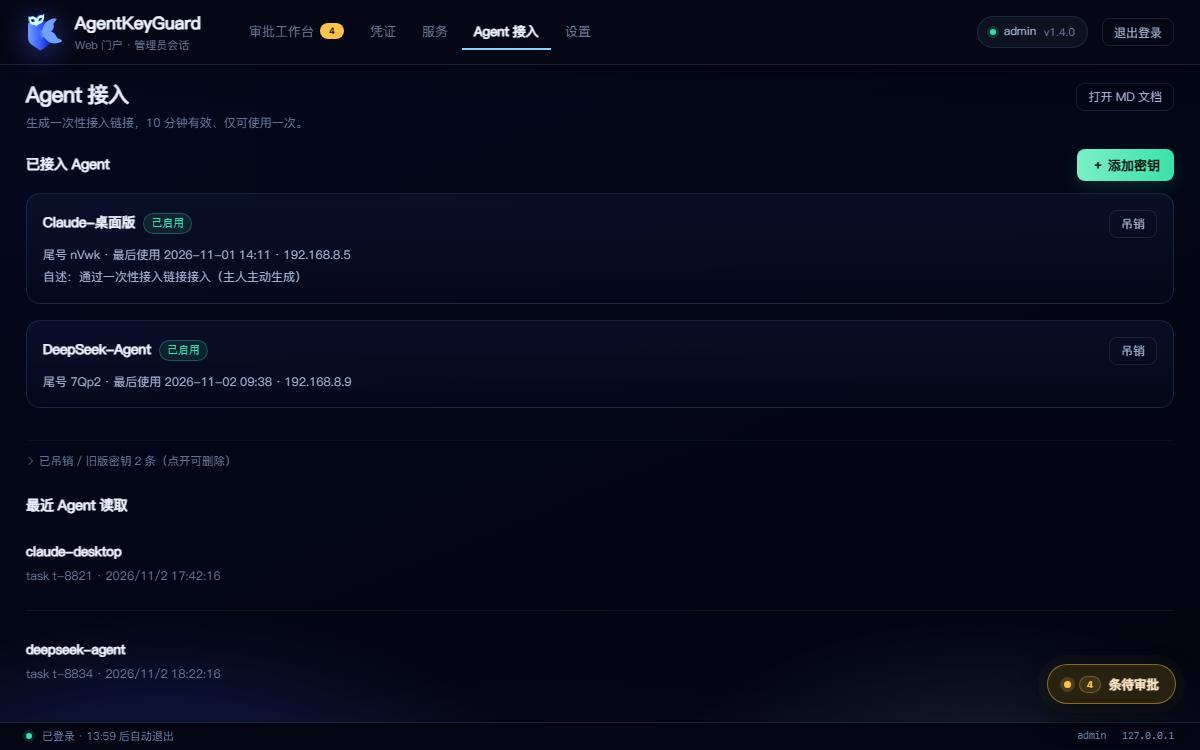 AgentKeyGuard
Web 门户 · 管理员会话
审批工作台 4 凭证 服务 Agent 接入 设置
admin v1.4.0 退出登录
Agent 接入
打开 MD 文档
生成一次性接入链接，10 分钟有效、仅可使用一次。
已接入 Agent
+ 添加密钥
Claude-桌面版 已启用
吊销
尾号 nVwk · 最后使用 2026-11-01 14:11 · 192.168.8.5
自述：通过一次性接入链接接入（主人主动生成）
DeepSeek-Agent 已启用
吊销
尾号 7Qp2 · 最后使用 2026-11-02 09:38 · 192.168.8.9
已吊销 / 旧版密钥 2 条（点开可删除）
最近 Agent 读取
claude-desktop
task t-8821 · 2026/11/2 17:42:16
deepseek-agent
task t-8834 · 2026/11/2 18:22:16
4 条待审批
已登录 · 13:59 后自动退出
admin 127.0.0.1